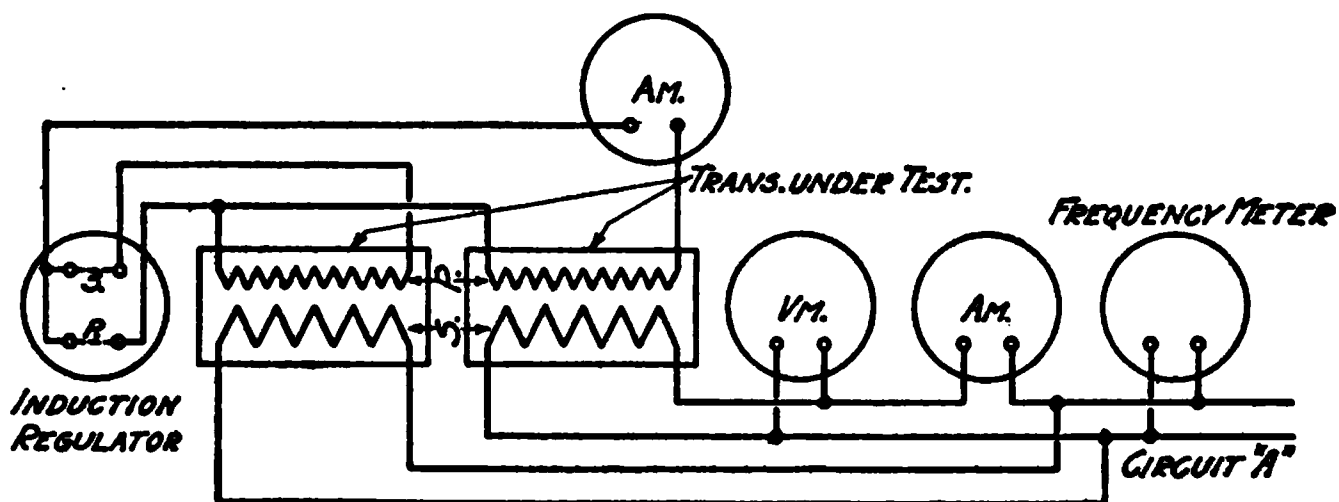 AM.
TRANS. UNDER TEST.
FREQUENCY METER
P.
S.
S.
R.
VM.
AM.
INDUCTION
REGULATOR
CIRCUIT "A"